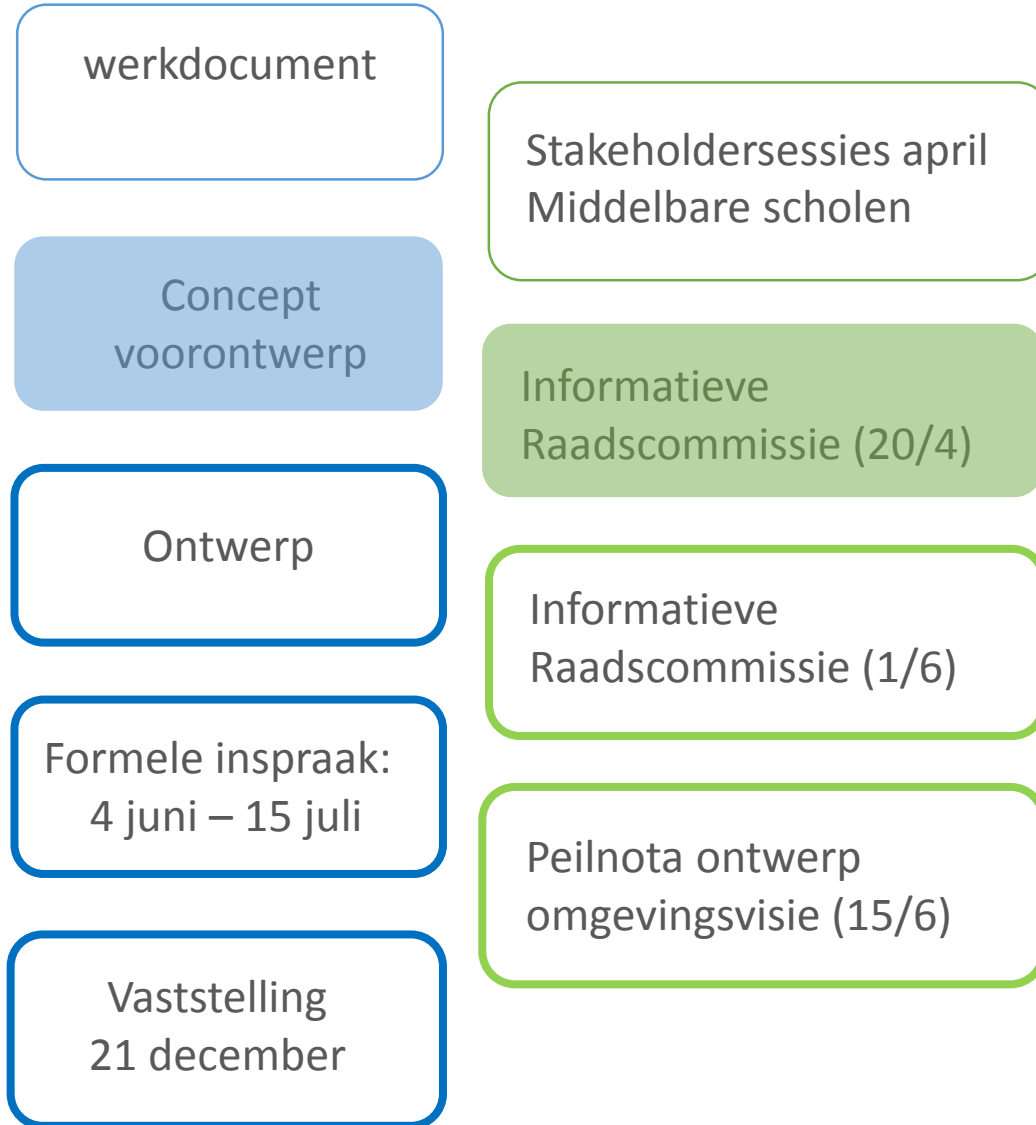 werkdocument
Concept
voorontwerp
Ontwerp
Formele inspraak:
4 juni – 15 juli
Vaststelling
21 december
Stakeholdersessies april
Middelbare scholen
Informatieve
Raadscommissie (20/4)
Informatieve
Raadscommissie (1/6)
Peilnota ontwerp
omgevingsvisie (15/6)